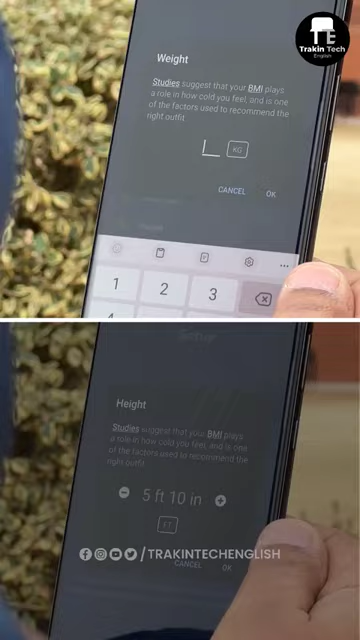 TE
Trakin Tech
English
Weight
Studies suggest that your BMI plays
a role in how cold you feel, and is one
of the factors used to recommend the
right outfit.
KG
CANCEL OK
1 2 3
Height
Studies suggest that your BMI plays
a role in how cold you feel, and is one
of the factors used to recommend the
right outfit.
5 ft 10 in
FT
/TRAKINTECHENGLISH
CANCEL OK